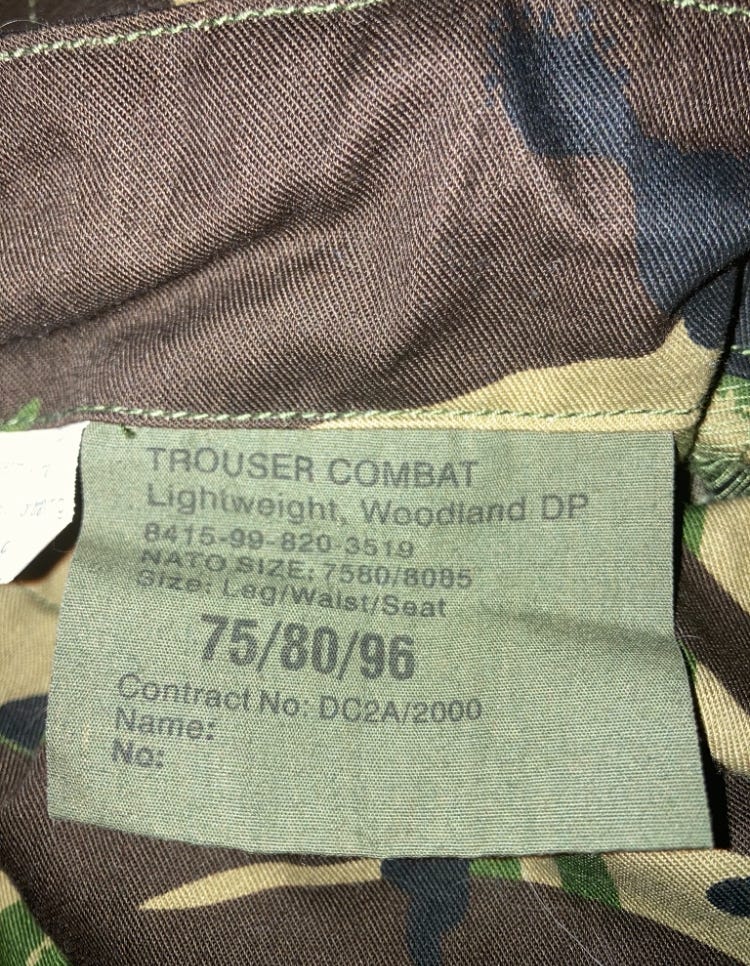 TROUSER COMBAT
Lightweight, Woodland DP
8415-99-820-3519
NATO SIZE: 7580/8085
Size: Leg/Waist/Seat
75/80/96
Contract No: DC2A/2000
Name:
No: